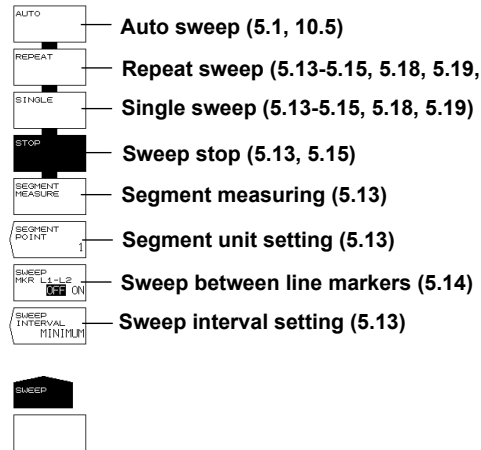 AUTO
Auto sweep (5.1, 10.5)
REPEAT
Repeat sweep (5.13-5.15, 5.18, 5.19,
SINGLE
Single sweep (5.13-5.15, 5.18, 5.19)
STOP
Sweep stop (5.13, 5.15)
SEGMENT
MEASURE
Segment measuring (5.13)
SEGMENT
POINT
1
Segment unit setting (5.13)
SWEEP
MKR L1-L2
OFF ON
Sweep between line markers (5.14)
SWEEP
INTERVAL
MINIMUM
Sweep interval setting (5.13)
SWEEP